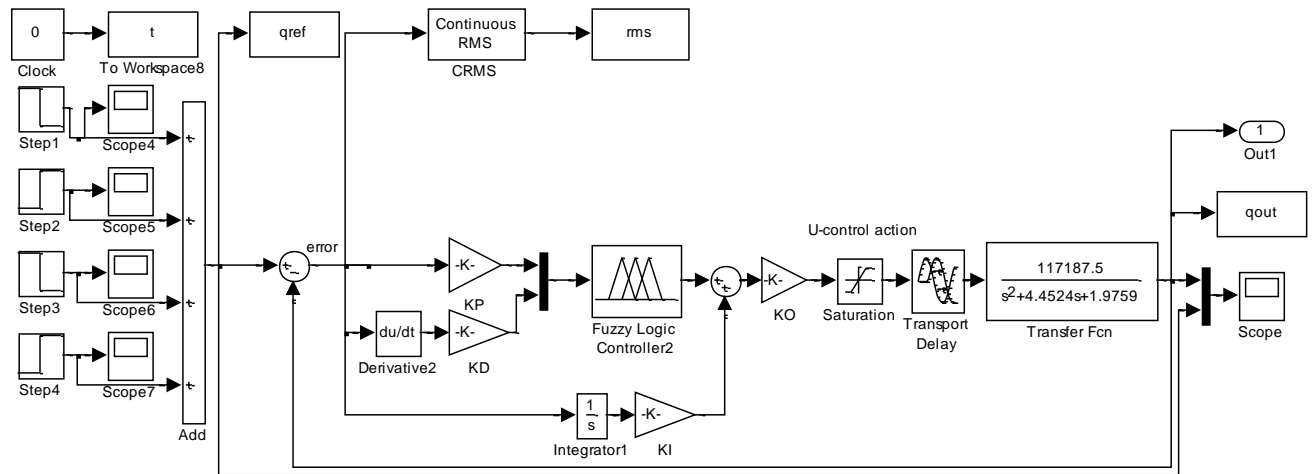 0
Clock
t
To Workspace8
qref
Continuous
RMS
CRMS
rms
Step1
Scope4
+
Step2
Scope5
+
Step3
Scope6
+
Step4
Scope7
+
Add
+
−
error
-K-
KP
du/dt
Derivative2
-K-
KD
Fuzzy Logic
Controller2
1
s
Integrator1
-K-
KI
+
+
-K-
KO
U-control action
Saturation
Transport
Delay
117187.5
s²+4.4524s+1.9759
Transfer Fcn
1
Out1
qout
Scope